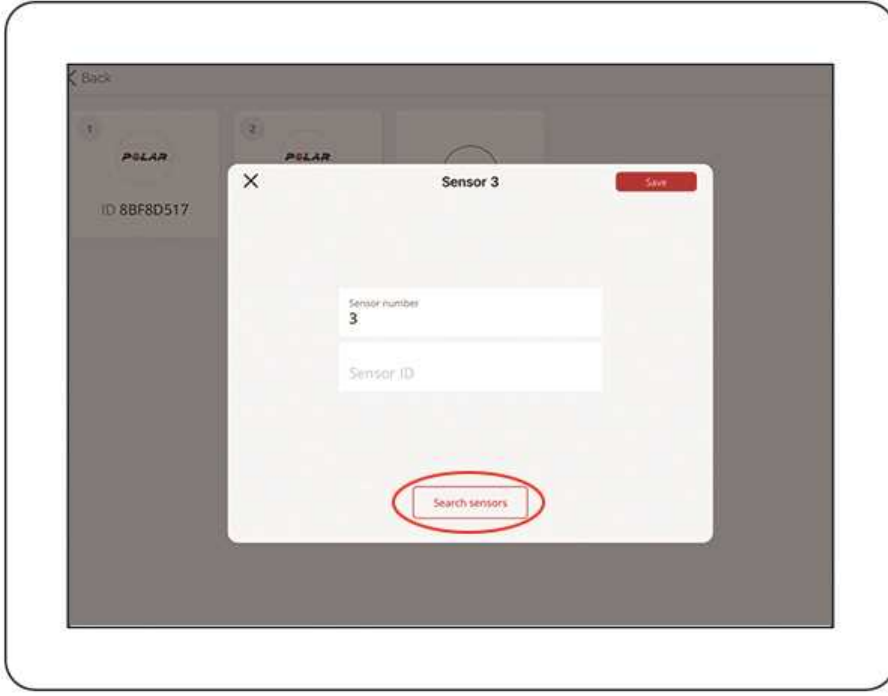 Back
1
2
POLAR
POLAR
ID 8BF8D517
Sensor 3
Save
Sensor number
3
Sensor ID
Search sensors